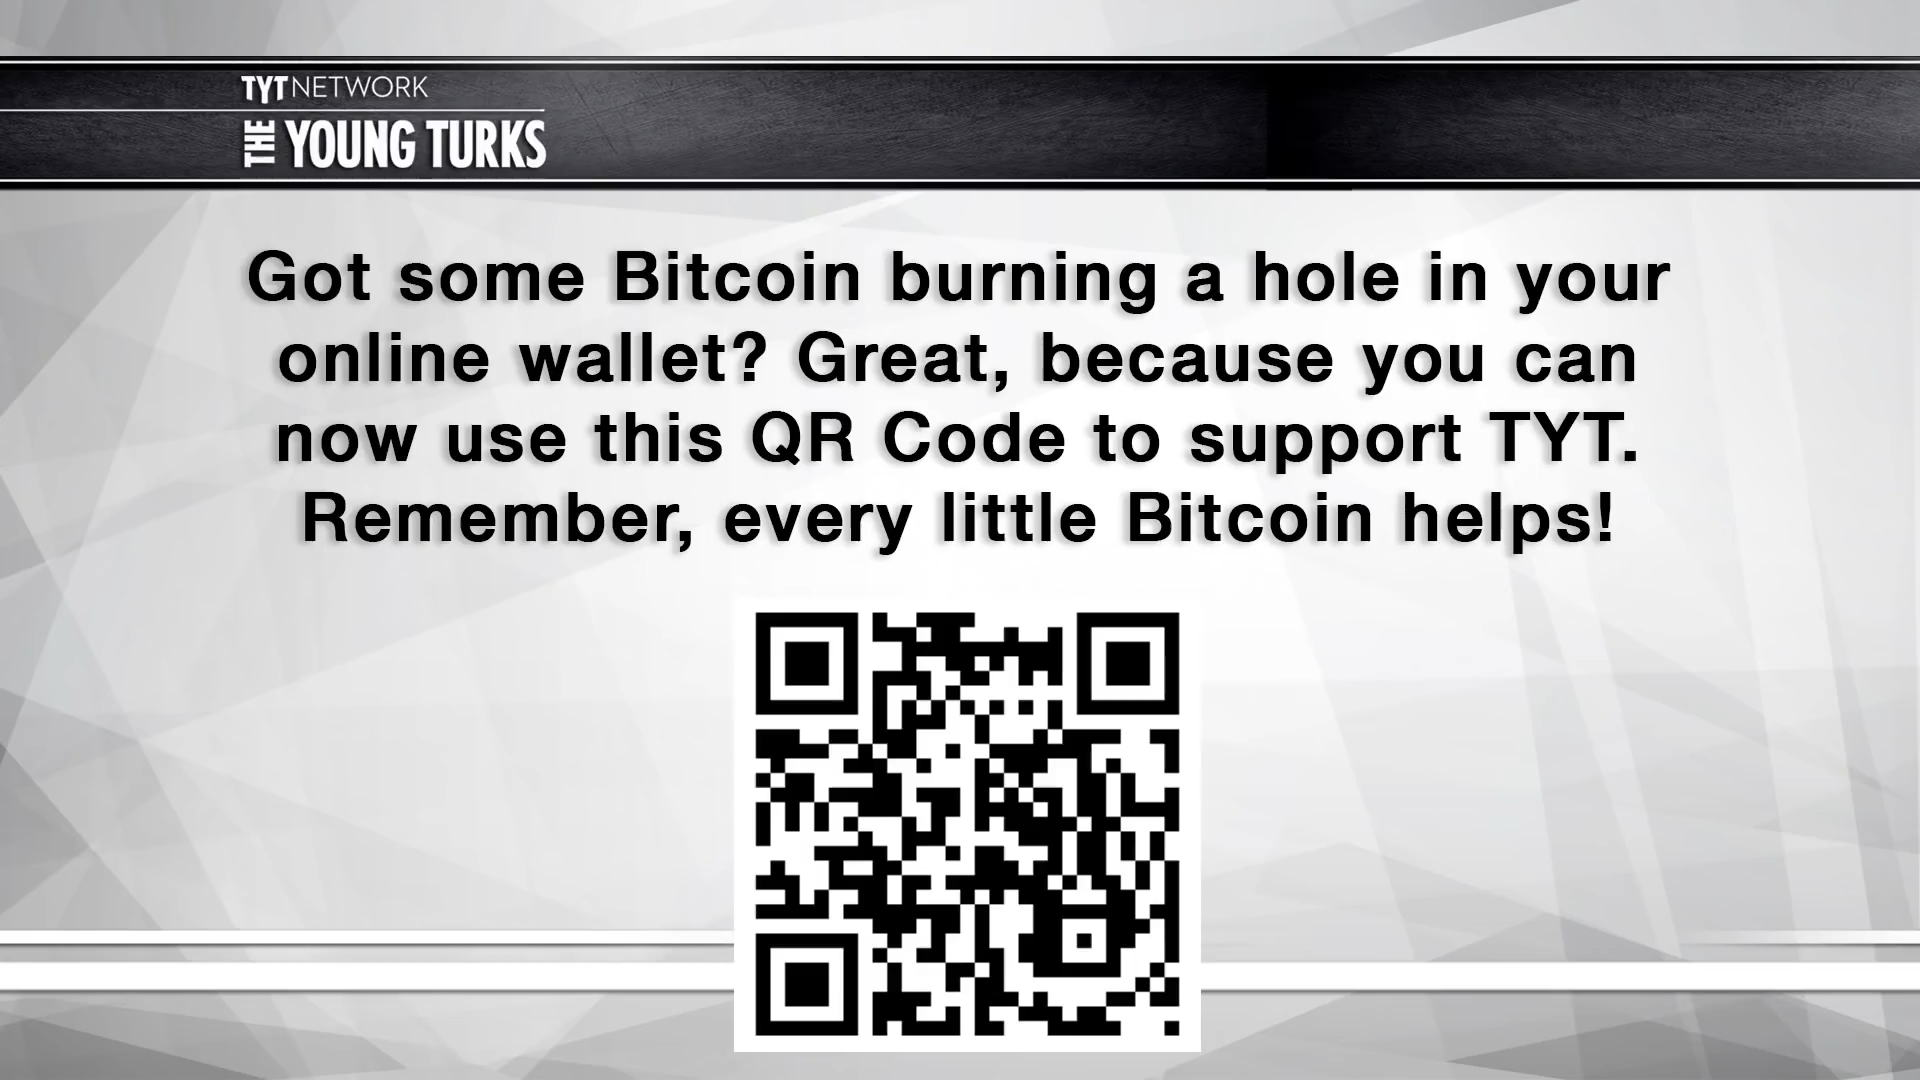 TYT NETWORK
THE YOUNG TURKS
Got some Bitcoin burning a hole in your
online wallet? Great, because you can
now use this QR Code to support TYT.
Remember, every little Bitcoin helps!